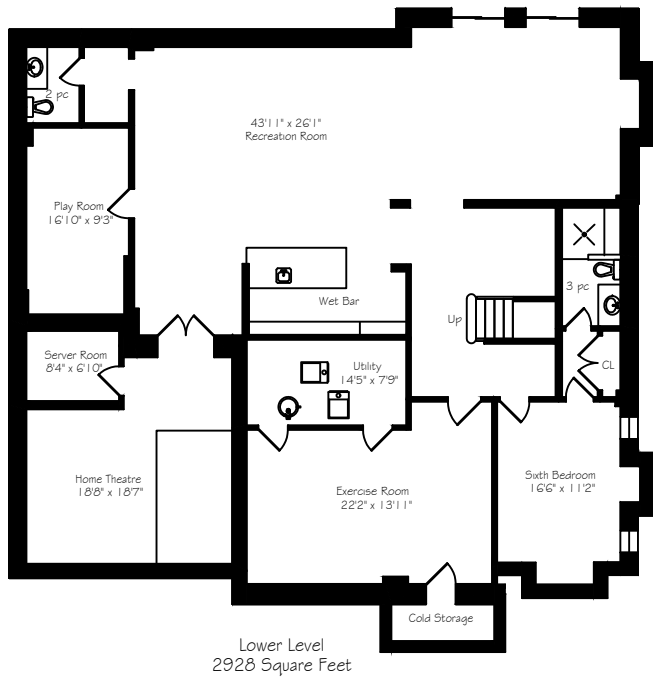 2 pc
43'11" x 26'1"
Recreation Room
Play Room
16'10" x 9'3"
3 pc
Wet Bar
Up
Server Room
8'4" x 6'10"
Utility
14'5" x 7'9"
CL
Home Theatre
18'8" x 18'7"
Exercise Room
22'2" x 13'11"
Sixth Bedroom
16'6" x 11'2"
Cold Storage
Lower Level
2928 Square Feet